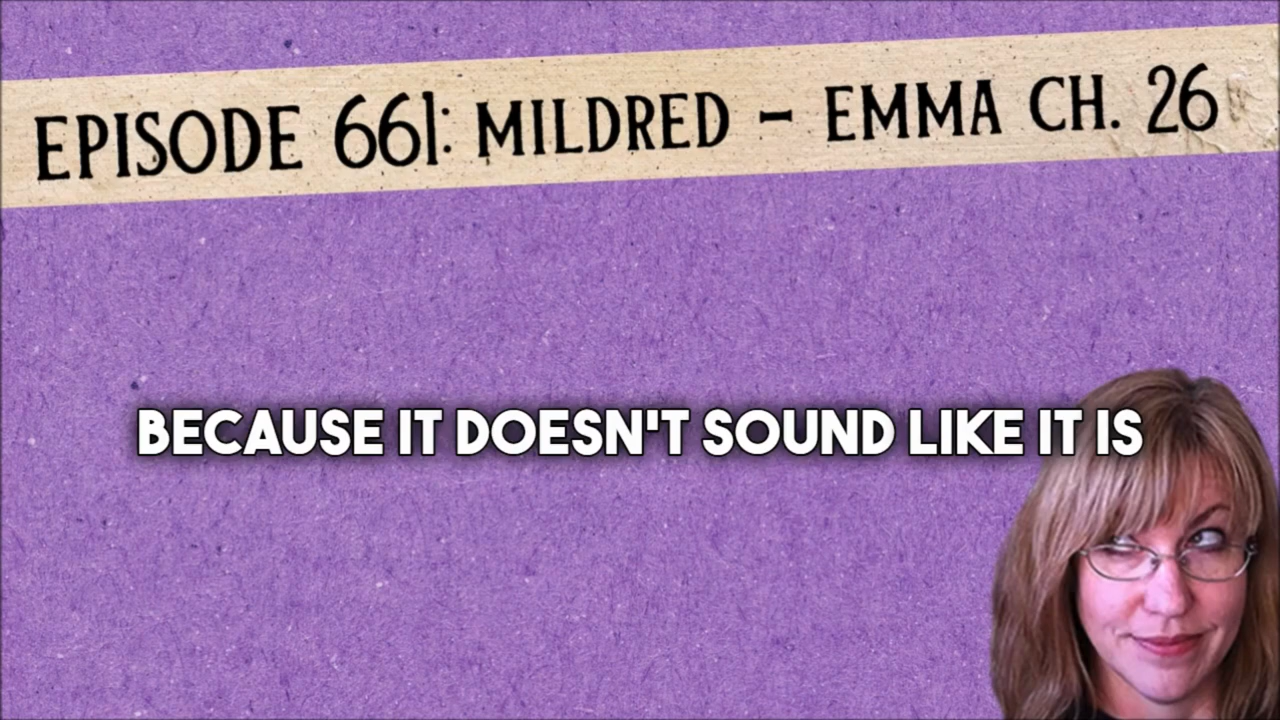 EPISODE 661: MILDRED - EMMA CH. 26
BECAUSE IT DOESN'T SOUND LIKE IT IS